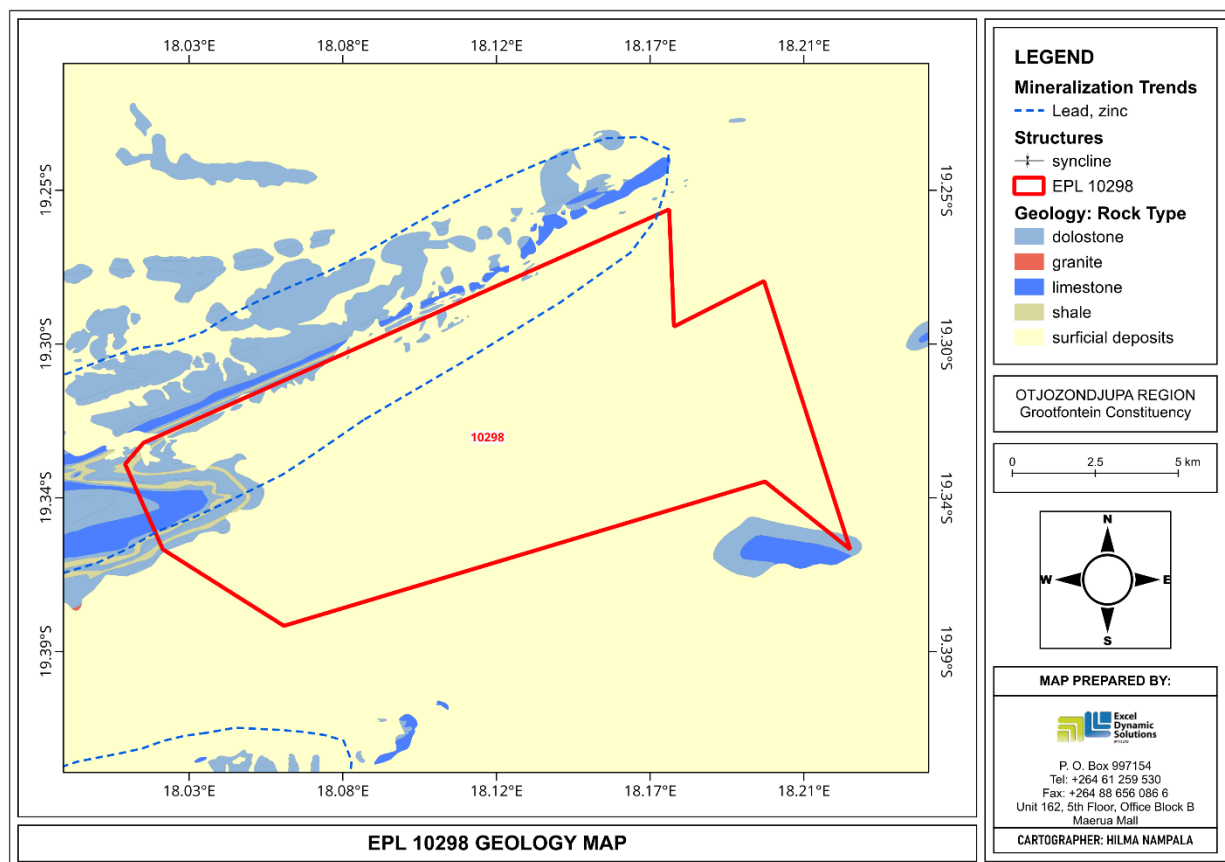 18.03°E
18.08°E
18.12°E
18.17°E
18.21°E
19.25°S
19.25°S
19.30°S
19.30°S
19.34°S
19.34°S
19.39°S
19.39°S
10298
18.03°E
18.08°E
18.12°E
18.17°E
18.21°E
EPL 10298 GEOLOGY MAP
LEGEND
Mineralization Trends
Lead, zinc
Structures
syncline
EPL 10298
Geology: Rock Type
dolostone
granite
limestone
shale
surficial deposits
OTJOZONDJUPA REGION
Grootfontein Constituency
0 2.5 5 km
N
W E
S
MAP PREPARED BY:
Excel
Dynamic
Solutions
(PTY) LTD
P. O. Box 997154
Tel: +264 61 259 530
Fax: +264 88 656 086 6
Unit 162, 5th Floor, Office Block B
Maerua Mall
CARTOGRAPHER: HILMA NAMPALA